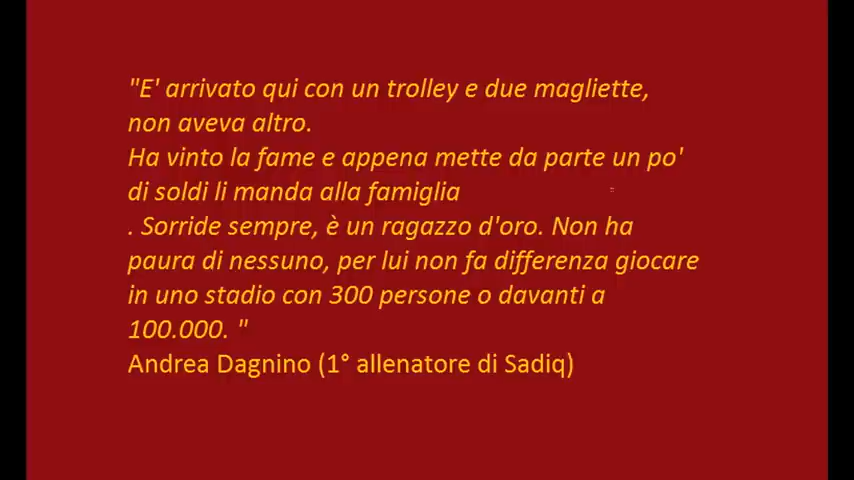 "E' arrivato qui con un trolley e due magliette,
non aveva altro.
Ha vinto la fame e appena mette da parte un po'
di soldi li manda alla famiglia
. Sorride sempre, è un ragazzo d'oro. Non ha
paura di nessuno, per lui non fa differenza giocare
in uno stadio con 300 persone o davanti a
100.000. "
Andrea Dagnino (1° allenatore di Sadiq)